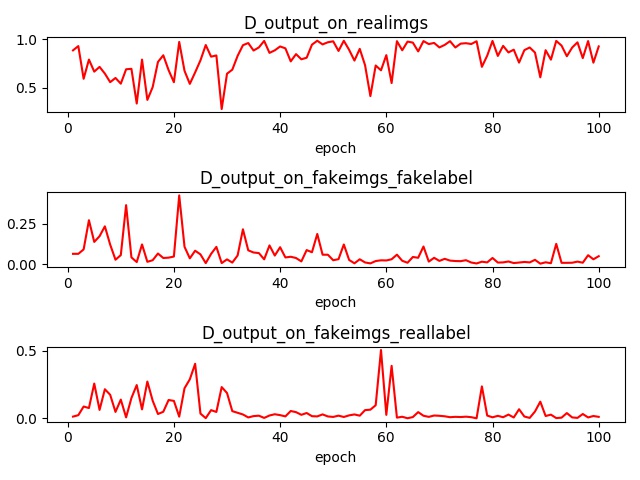 D_output_on_realimgs
1.0
0.5
0 20 40 60 80 100
epoch
D_output_on_fakeimgs_fakelabel
0.25
0.00
0 20 40 60 80 100
epoch
D_output_on_fakeimgs_reallabel
0.5
0.0
0 20 40 60 80 100
epoch